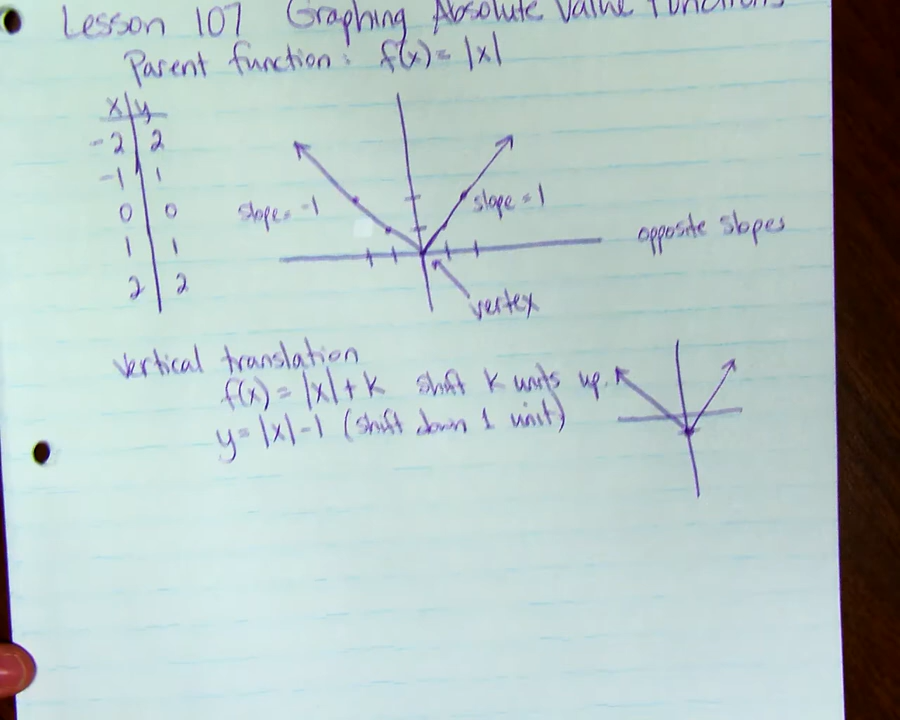 Lesson 107 Graphing Absolute Value Functions
Parent function: f(x) = |x|
x | y
-2 | 2
-1 | 1
0 | 0
1 | 1
2 | 2
slope = -1
slope = 1
opposite slopes
vertex
vertical translation
f(x) = |x| + k shift k units up.
y = |x| - 1 (shift down 1 unit)